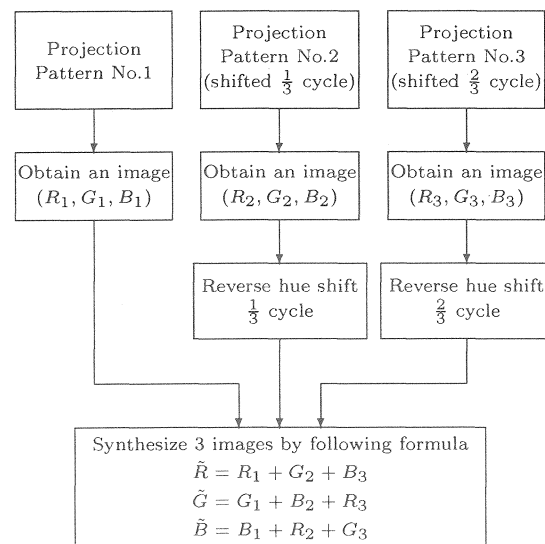 Projection
Pattern No.1
Projection
Pattern No.2
(shifted 1/3 cycle)
Projection
Pattern No.3
(shifted 2/3 cycle)
Obtain an image
(R₁, G₁, B₁)
Obtain an image
(R₂, G₂, B₂)
Obtain an image
(R₃, G₃, B₃)
Reverse hue shift
1/3 cycle
Reverse hue shift
2/3 cycle
Synthesize 3 images by following formula
R̃ = R₁ + G₂ + B₃
G̃ = G₁ + B₂ + R₃
B̃ = B₁ + R₂ + G₃